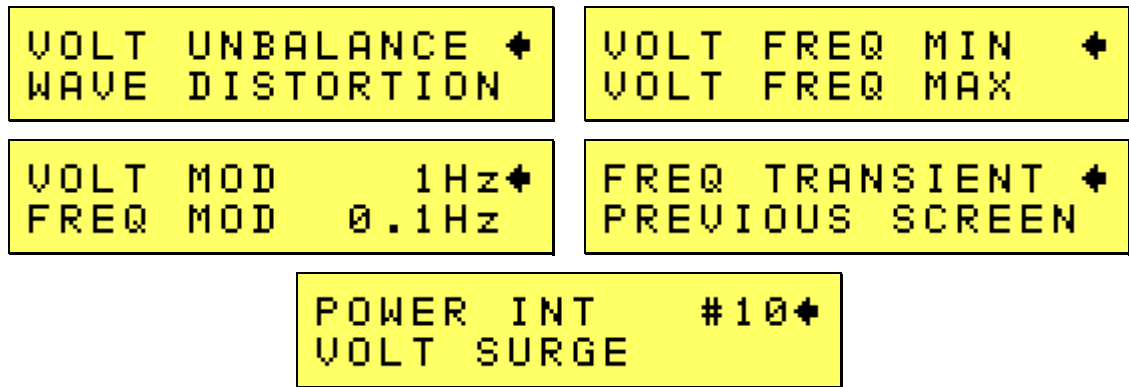 VOLT UNBALANCE
WAVE DISTORTION
VOLT FREQ MIN
VOLT FREQ MAX
VOLT MOD 1Hz
FREQ MOD 0.1Hz
FREQ TRANSIENT
PREVIOUS SCREEN
POWER INT #10
VOLT SURGE